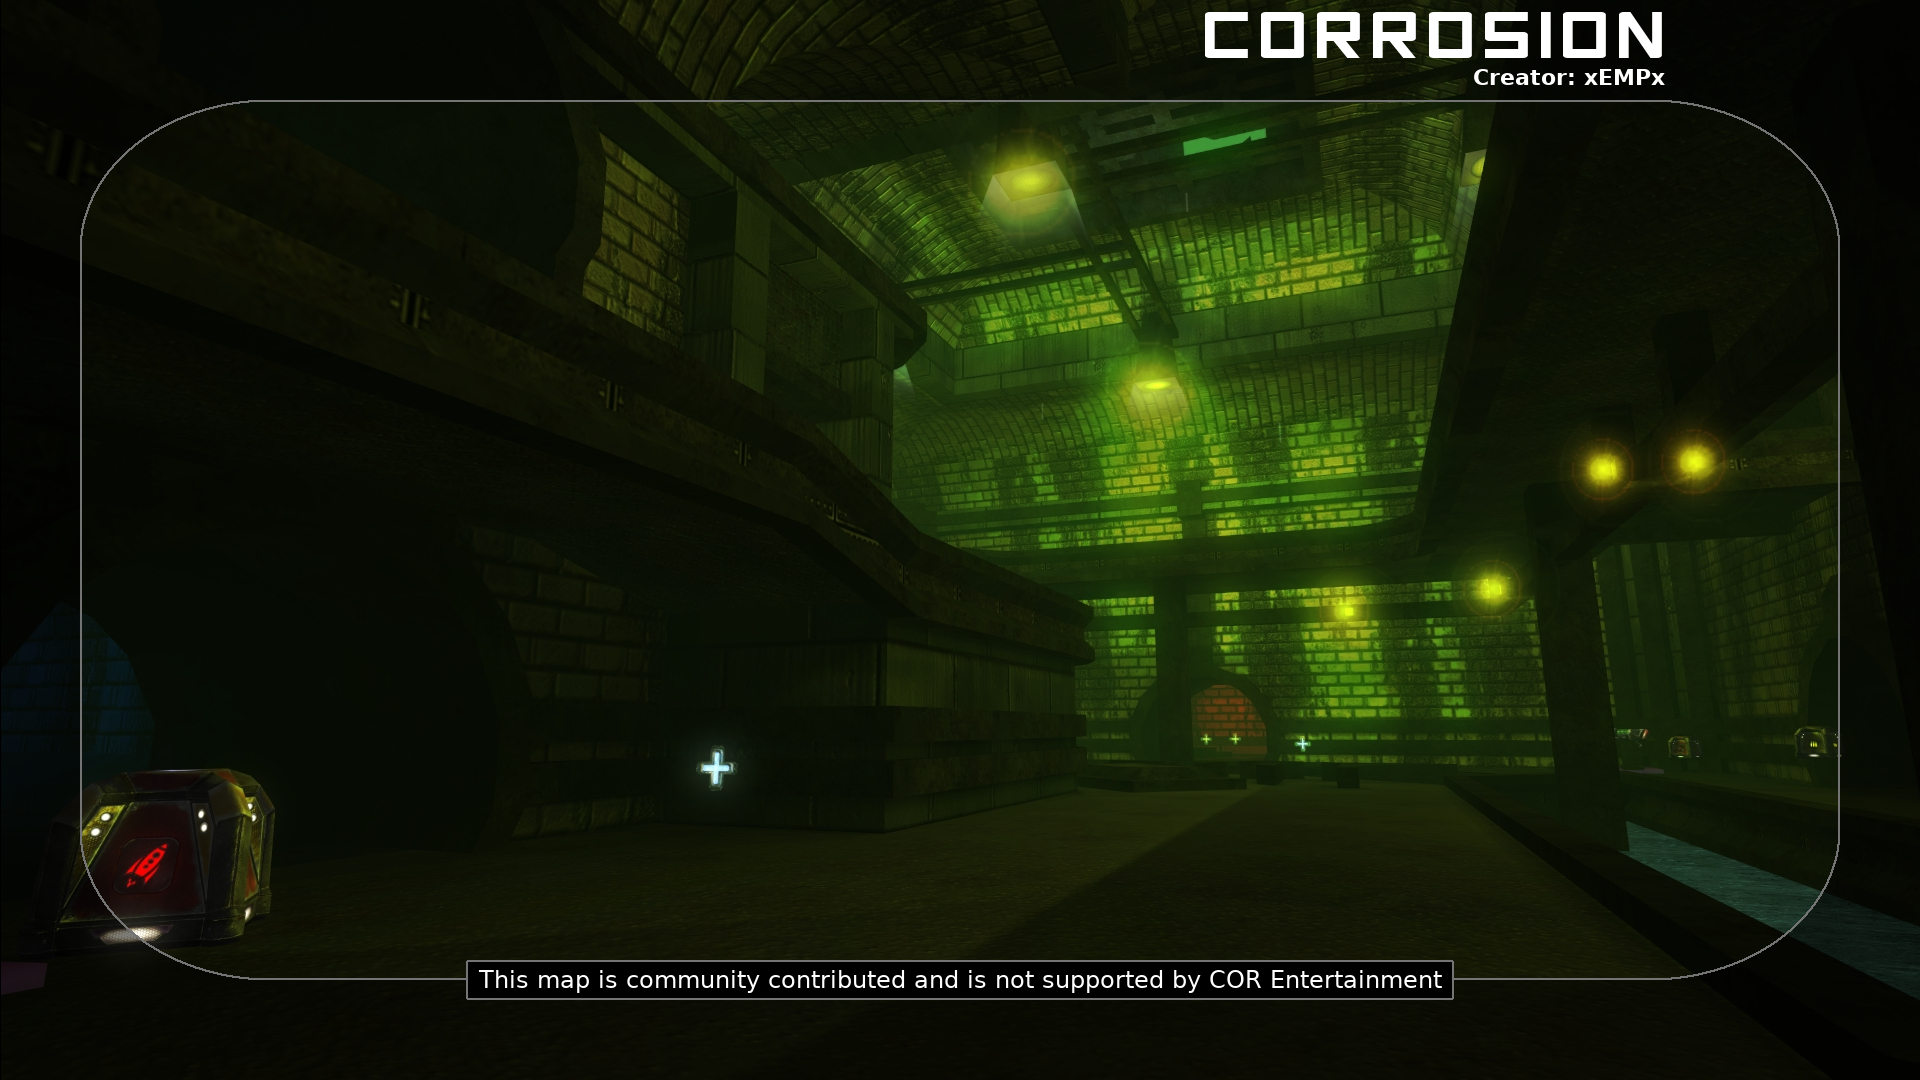 CORROSION
Creator: xEMPx
This map is community contributed and is not supported by COR Entertainment